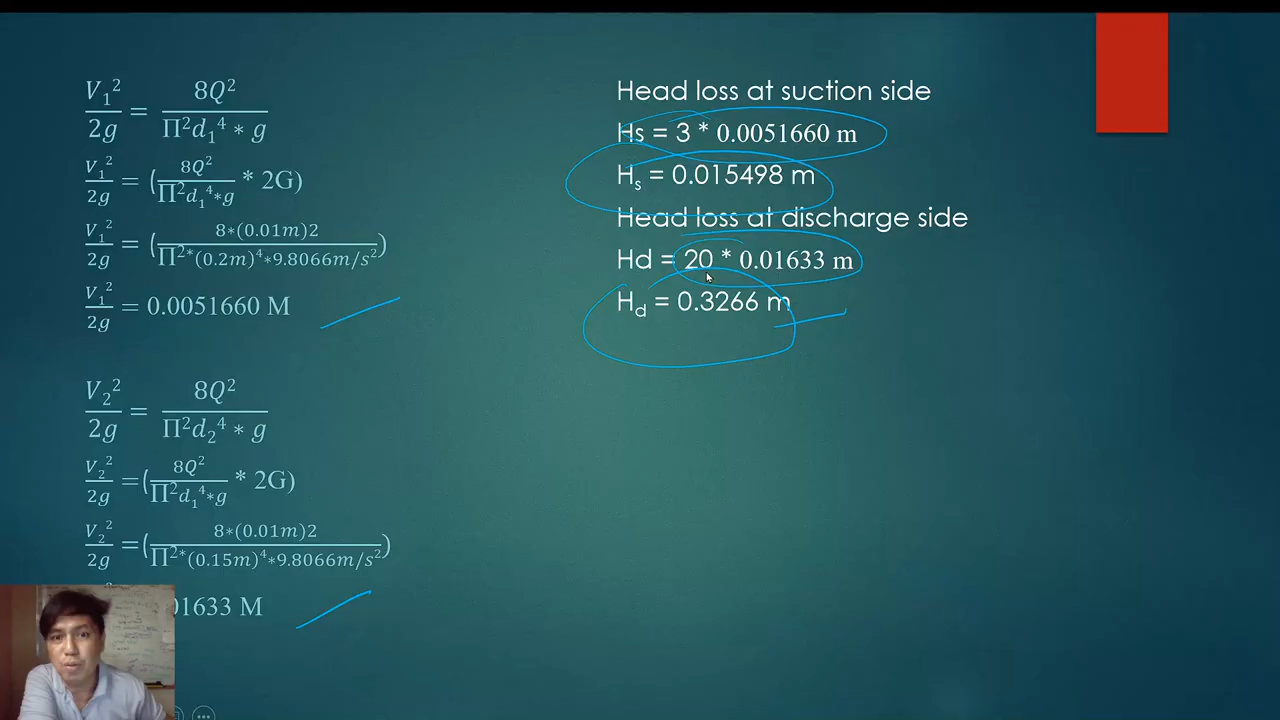 V₁²/2g = 8Q²/Π²d₁⁴ * g
V₁²/2g = (8Q²/Π²d₁⁴*g * 2G)
V₁²/2g = (8*(0.01m)2/Π²*(0.2m)⁴*9.8066m/s²)
V₁²/2g = 0.0051660 M
V₂²/2g = 8Q²/Π²d₂⁴ * g
V₂²/2g =(8Q²/Π²d₁⁴*g * 2G)
V₂²/2g =(8*(0.01m)2/Π²*(0.15m)⁴*9.8066m/s²)
01633 M
Head loss at suction side
Hs = 3 * 0.0051660 m
Hₛ = 0.015498 m
Head loss at discharge side
Hd = 20 * 0.01633 m
H_d = 0.3266 m